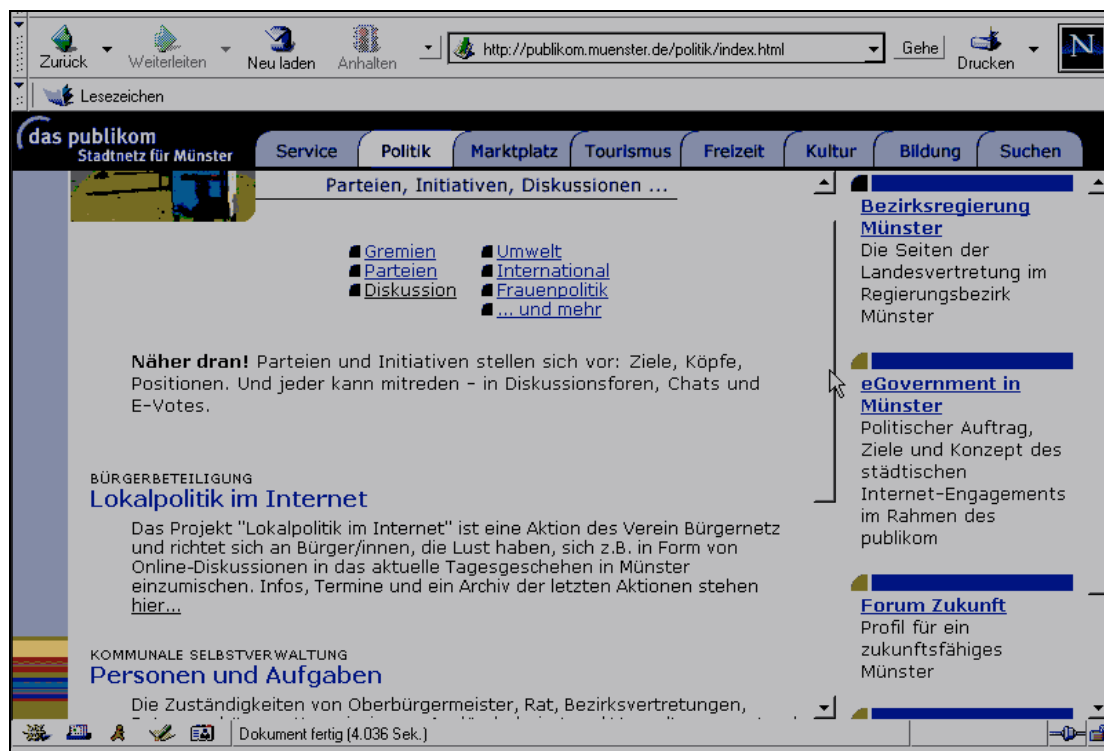 Zurück Weiterleiten Neu laden Anhalten http://publikom.muenster.de/politik/index.html Gehe Drucken N
Lesezeichen
das publikom
Stadtnetz für Münster
Service Politik Marktplatz Tourismus Freizeit Kultur Bildung Suchen
Parteien, Initiativen, Diskussionen ...
Gremien
Parteien
Diskussion
Umwelt
International
Frauenpolitik
... und mehr
Näher dran! Parteien und Initiativen stellen sich vor: Ziele, Köpfe,
Positionen. Und jeder kann mitreden - in Diskussionsforen, Chats und
E-Votes.
BÜRGERBETEILIGUNG
Lokalpolitik im Internet
Das Projekt "Lokalpolitik im Internet" ist eine Aktion des Verein Bürgernetz
und richtet sich an Bürger/innen, die Lust haben, sich z.B. in Form von
Online-Diskussionen in das aktuelle Tagesgeschehen in Münster
einzumischen. Infos, Termine und ein Archiv der letzten Aktionen stehen
hier...
KOMMUNALE SELBSTVERWALTUNG
Personen und Aufgaben
Die Zuständigkeiten von Oberbürgermeister, Rat, Bezirksvertretungen,
Bezirksregierung
Münster
Die Seiten der
Landesvertretung im
Regierungsbezirk
Münster
eGovernment in
Münster
Politischer Auftrag,
Ziele und Konzept des
städtischen
Internet-Engagements
im Rahmen des
publikom
Forum Zukunft
Profil für ein
zukunftsfähiges
Münster
Dokument fertig (4.036 Sek.)